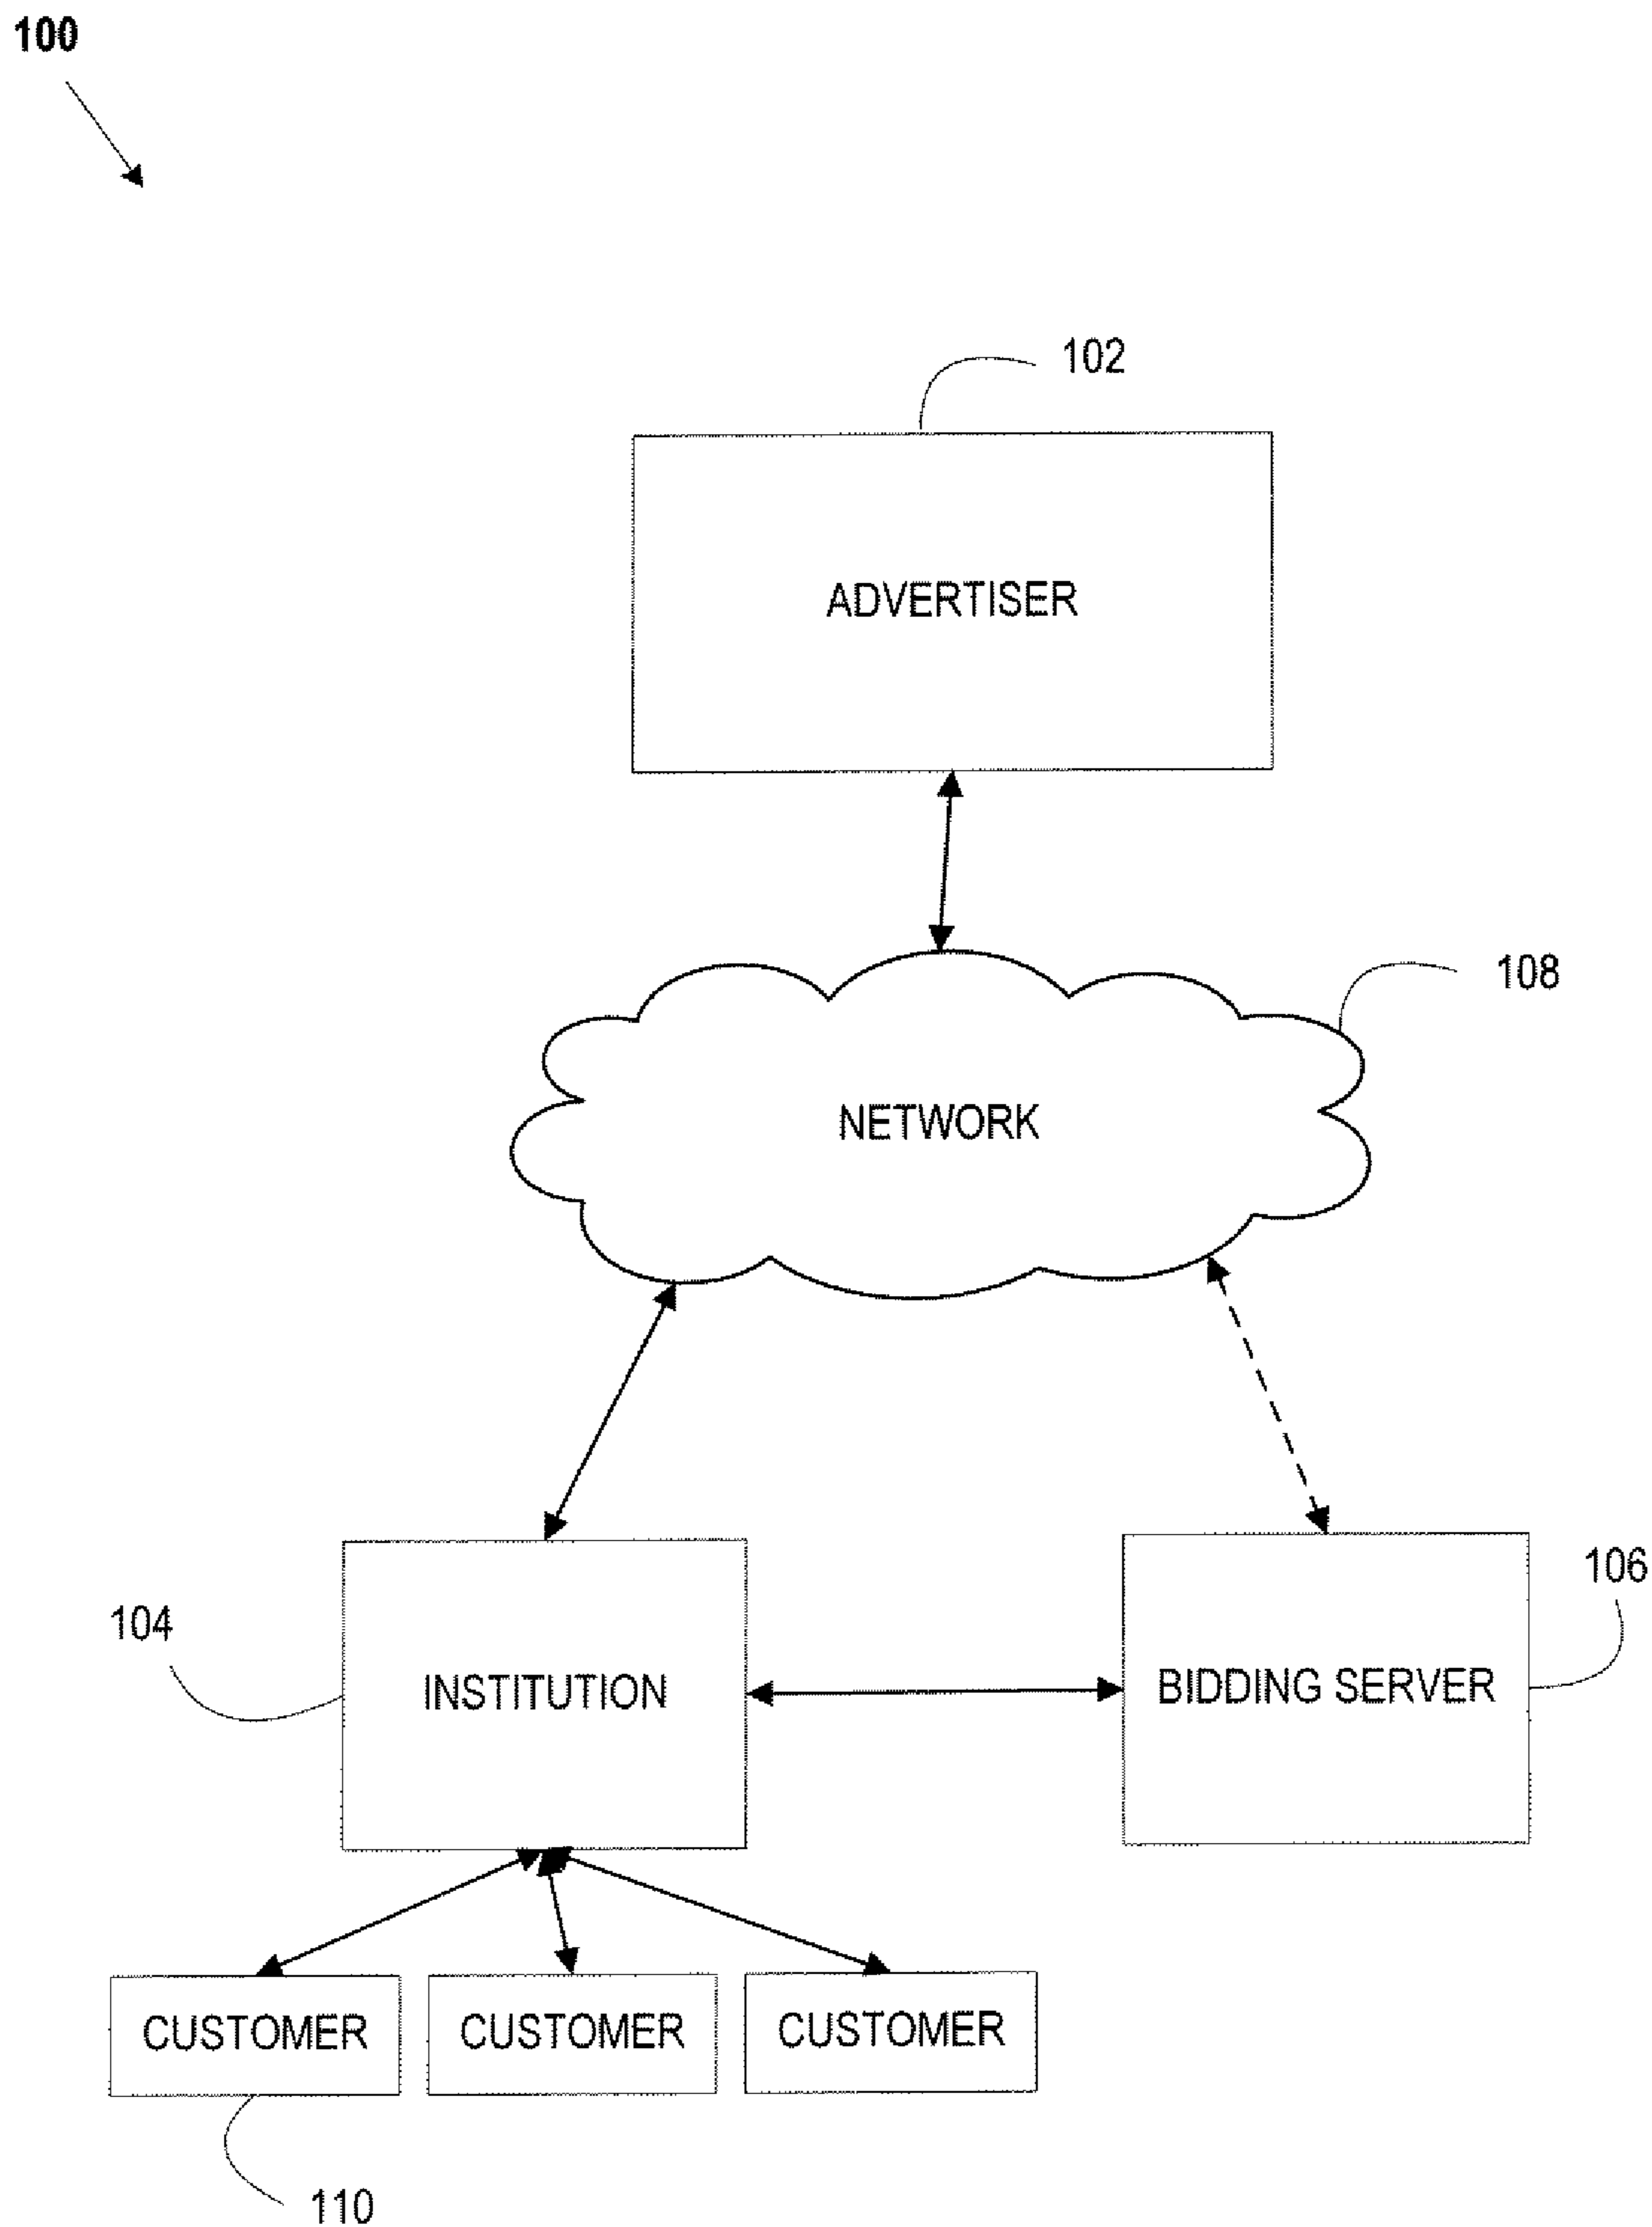 100
102
ADVERTISER
108
NETWORK
106
104
INSTITUTION
BIDDING SERVER
CUSTOMER
CUSTOMER
CUSTOMER
110